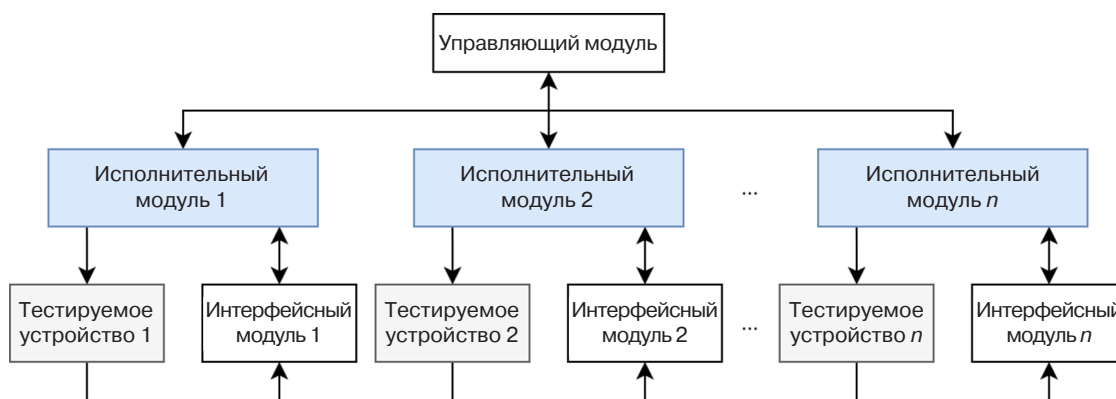 Управляющий модуль
Исполнительный
модуль 1
Исполнительный
модуль 2
...
Исполнительный
модуль n
Тестируемое
устройство 1
Интерфейсный
модуль 1
Тестируемое
устройство 2
Интерфейсный
модуль 2
...
Тестируемое
устройство n
Интерфейсный
модуль n